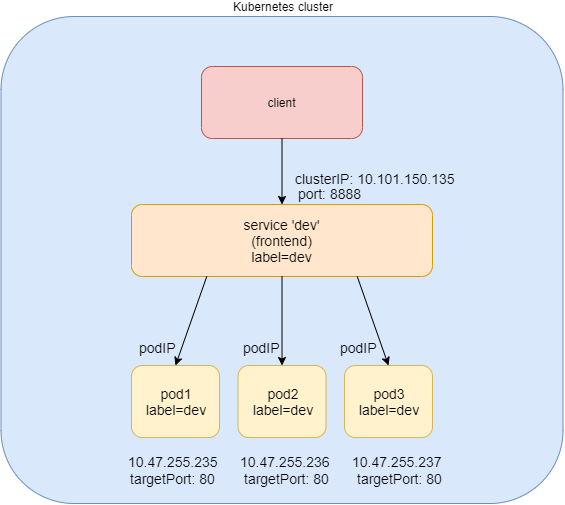 Kubernetes cluster
client
clusterIP: 10.101.150.135
port: 8888
service 'dev'
(frontend)
label=dev
podIP
podIP
podIP
pod1
label=dev
pod2
label=dev
pod3
label=dev
10.47.255.235
targetPort: 80
10.47.255.236
targetPort: 80
10.47.255.237
targetPort: 80